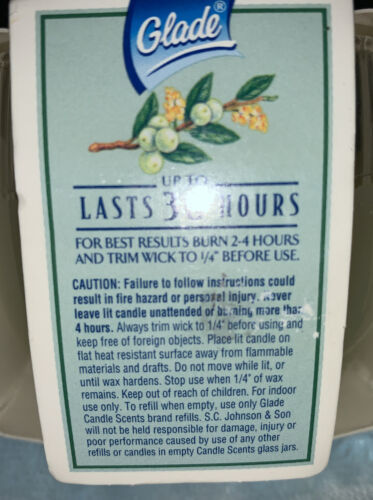 Glade®
UP TO
LASTS HOURS
FOR BEST RESULTS BURN 2-4 HOURS
AND TRIM WICK TO 1/4" BEFORE USE.
CAUTION: Failure to follow instructions could
result in fire hazard or personal injury. Never
leave lit candle unattended or burning more than
4 hours. Always trim wick to 1/4" before using and
keep free of foreign objects. Place lit candle on
flat heat resistant surface away from flammable
materials and drafts. Do not move while lit, or
until wax hardens. Stop use when 1/4" of wax
remains. Keep out of reach of children. For indoor
use only. To refill when empty, use only Glade
Candle Scents brand refills. S.C. Johnson & Son
will not be held responsible for damage, injury or
poor performance caused by use of any other
refills or candles in empty Candle Scents glass jars.